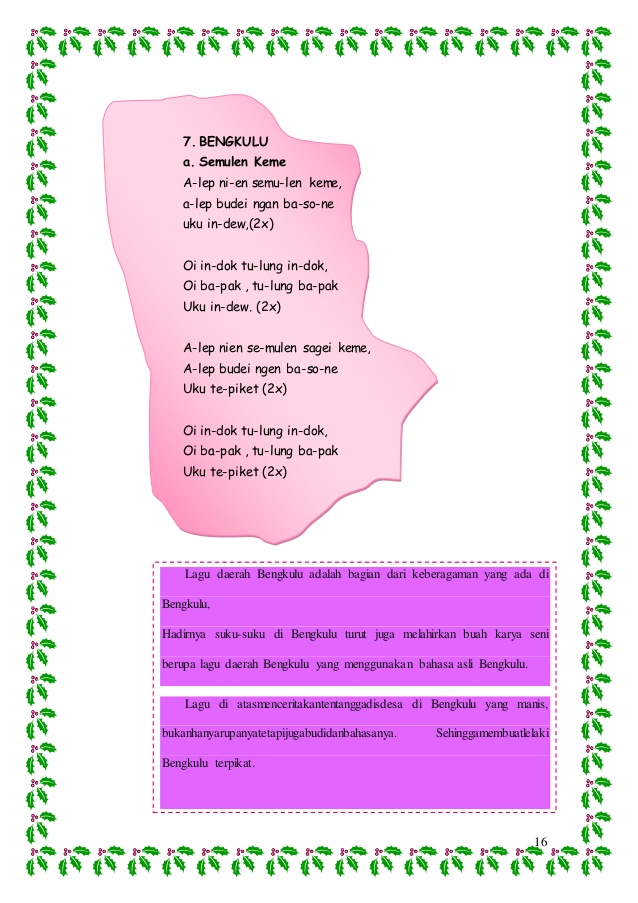 7. BENGKULU
a. Semulen Keme
A-lep ni-en semu-len keme,
a-lep budei ngan ba-so-ne
uku in-dew,(2x)
Oi in-dok tu-lung in-dok,
Oi ba-pak , tu-lung ba-pak
Uku in-dew. (2x)
A-lep nien se-mulen sagei keme,
A-lep budei ngen ba-so-ne
Uku te-piket (2x)
Oi in-dok tu-lung in-dok,
Oi ba-pak , tu-lung ba-pak
Uku te-piket (2x)
Lagu daerah Bengkulu adalah bagian dari keberagaman yang ada di
Bengkulu,
Hadirnya suku-suku di Bengkulu turut juga melahirkan buah karya seni
berupa lagu daerah Bengkulu yang menggunakan bahasa asli Bengkulu.
Lagu di atasmenceritakantentanggadisdesa di Bengkulu yang manis,
bukanhanyarupanyatetapijugabudidanbahasanya. Sehinggamembuatlelaki
Bengkulu terpikat.
16